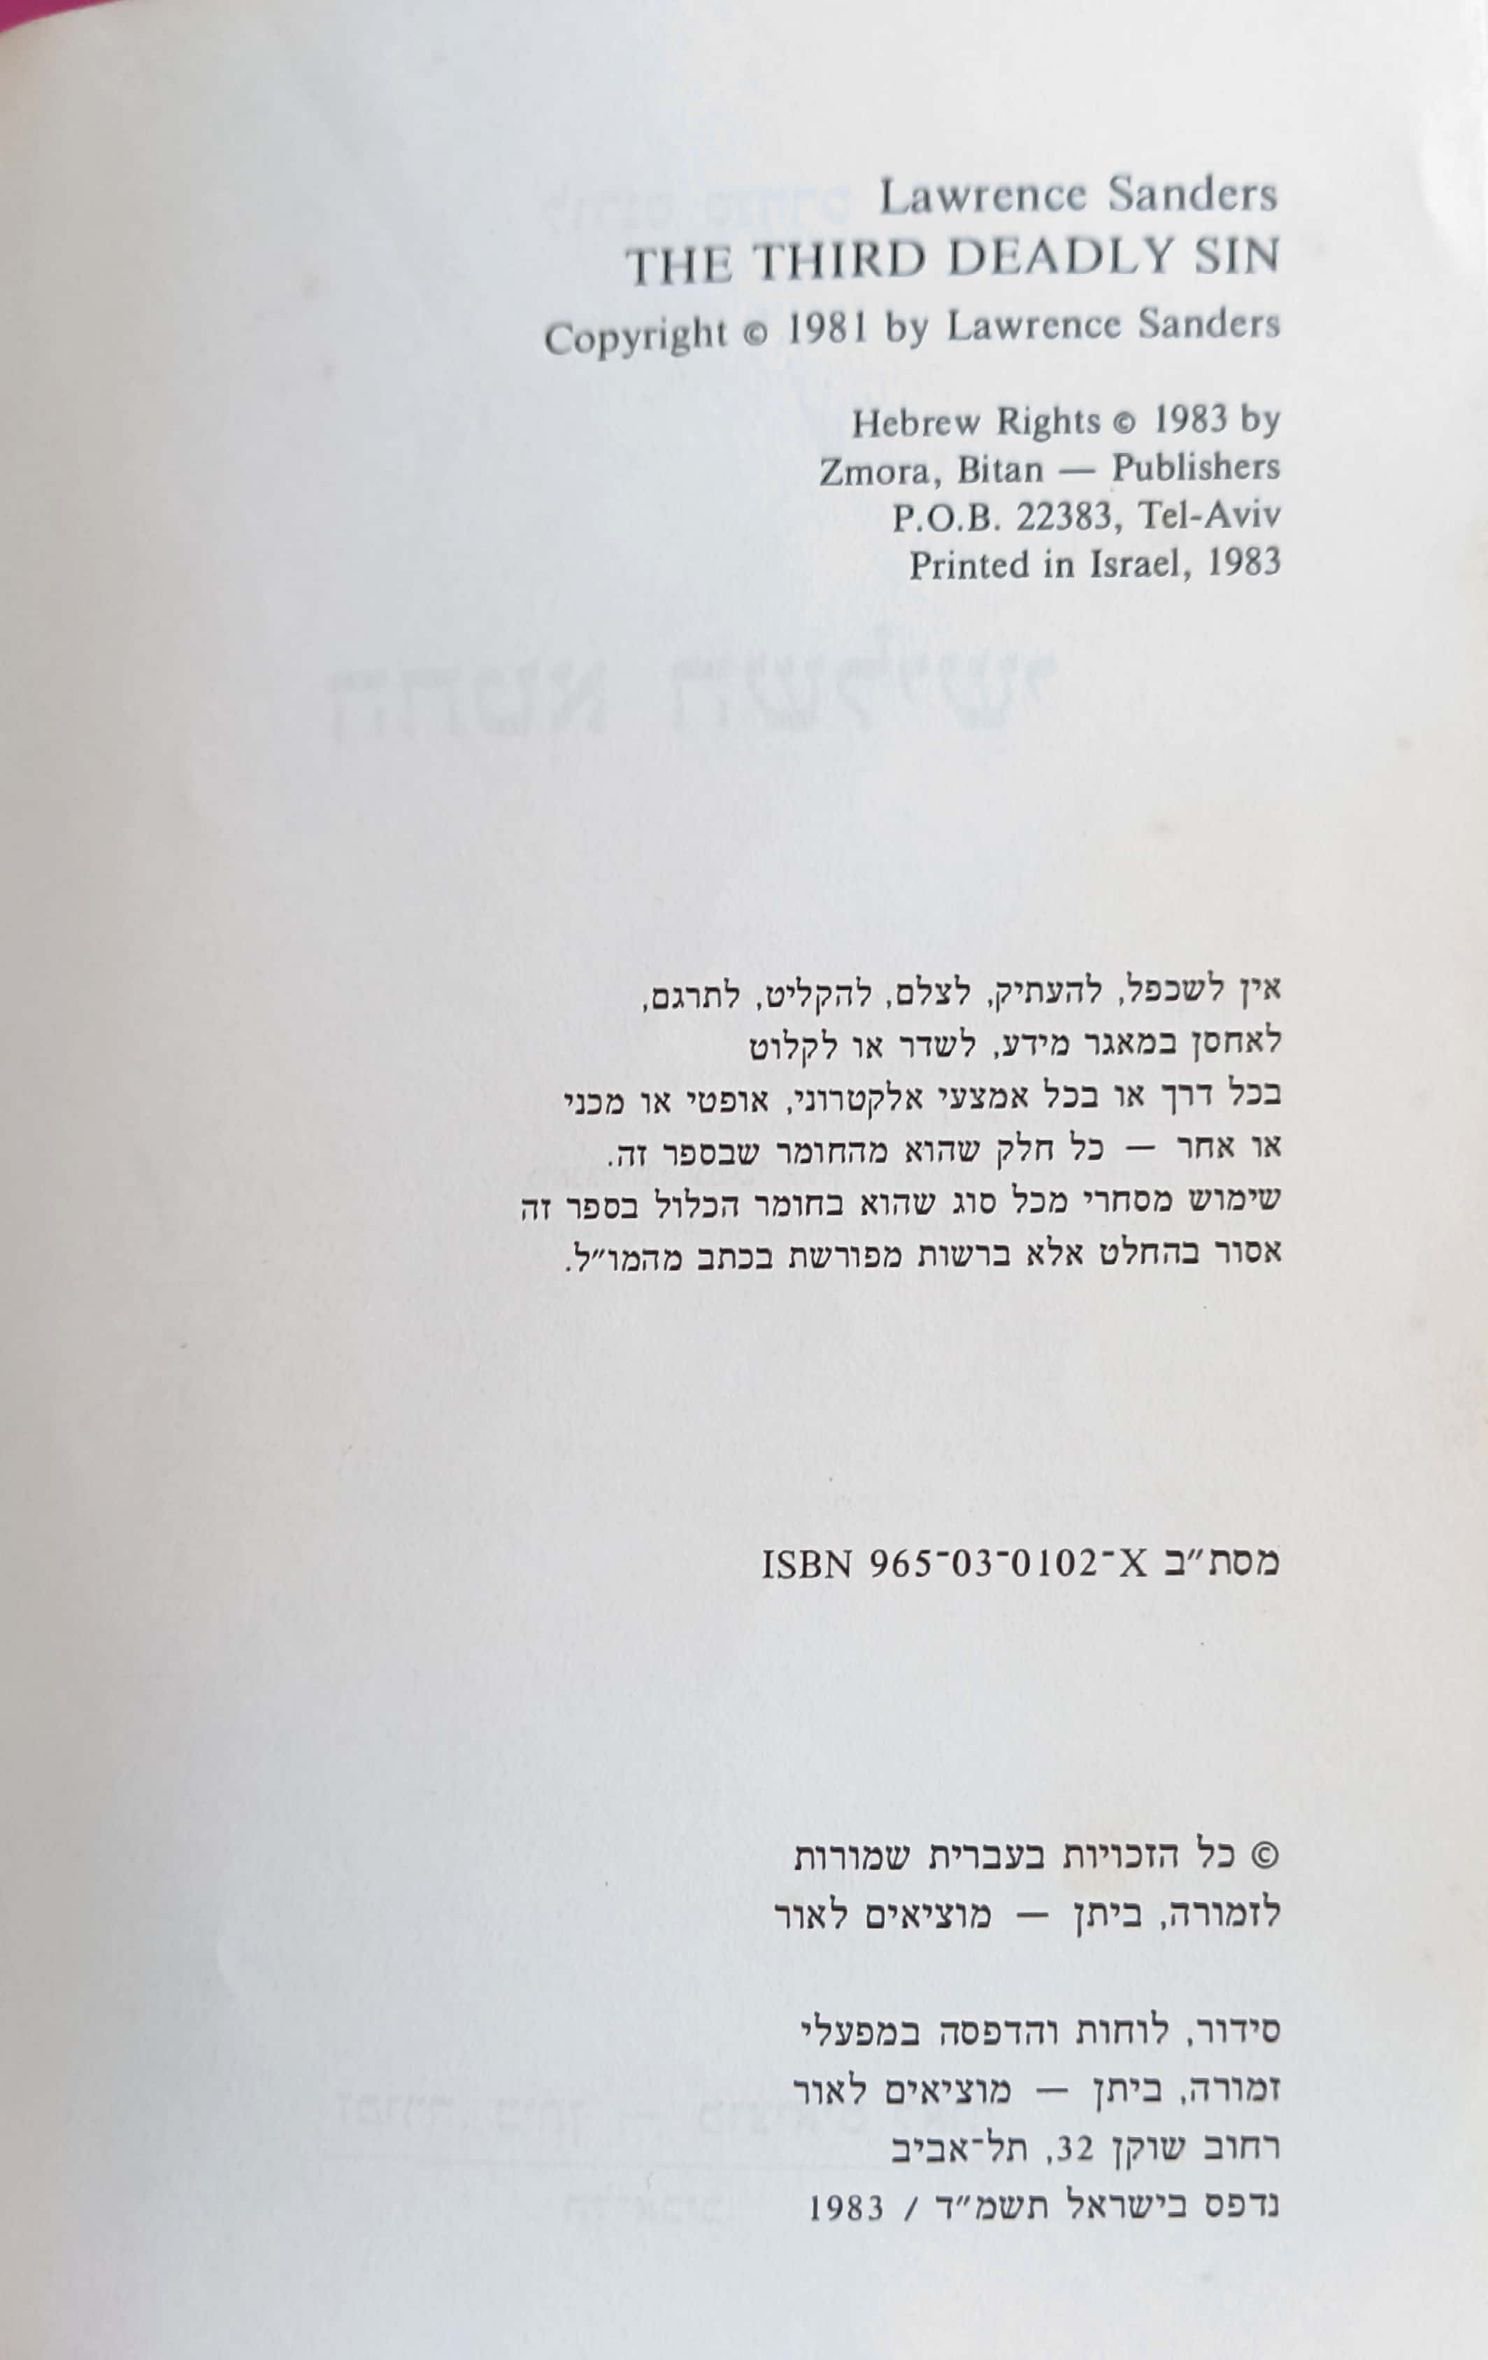 Lawrence Sanders
THE THIRD DEADLY SIN
Copyright © 1981 by Lawrence Sanders
Hebrew Rights © 1983 by
Zmora, Bitan — Publishers
P.O.B. 22383, Tel-Aviv
Printed in Israel, 1983
אין לשכפל, להעתיק, לצלם, להקליט, לתרגם,
לאחסן במאגר מידע, לשדר או לקלוט
בכל דרך או בכל אמצעי אלקטרוני, אופטי או מכני
או אחר — כל חלק שהוא מהחומר שבספר זה.
שימוש מסחרי מכל סוג שהוא בחומר הכלול בספר זה
אסור בהחלט אלא ברשות מפורשת בכתב מהמו״ל.
מסת״ב ISBN 965-03-0102-X
© כל הזכויות בעברית שמורות
לזמורה, ביתן — מוציאים לאור
סידור, לוחות והדפסה במפעלי
זמורה, ביתן — מוציאים לאור
רחוב שוקן 32, תל־אביב
נדפס בישראל תשמ״ד / 1983